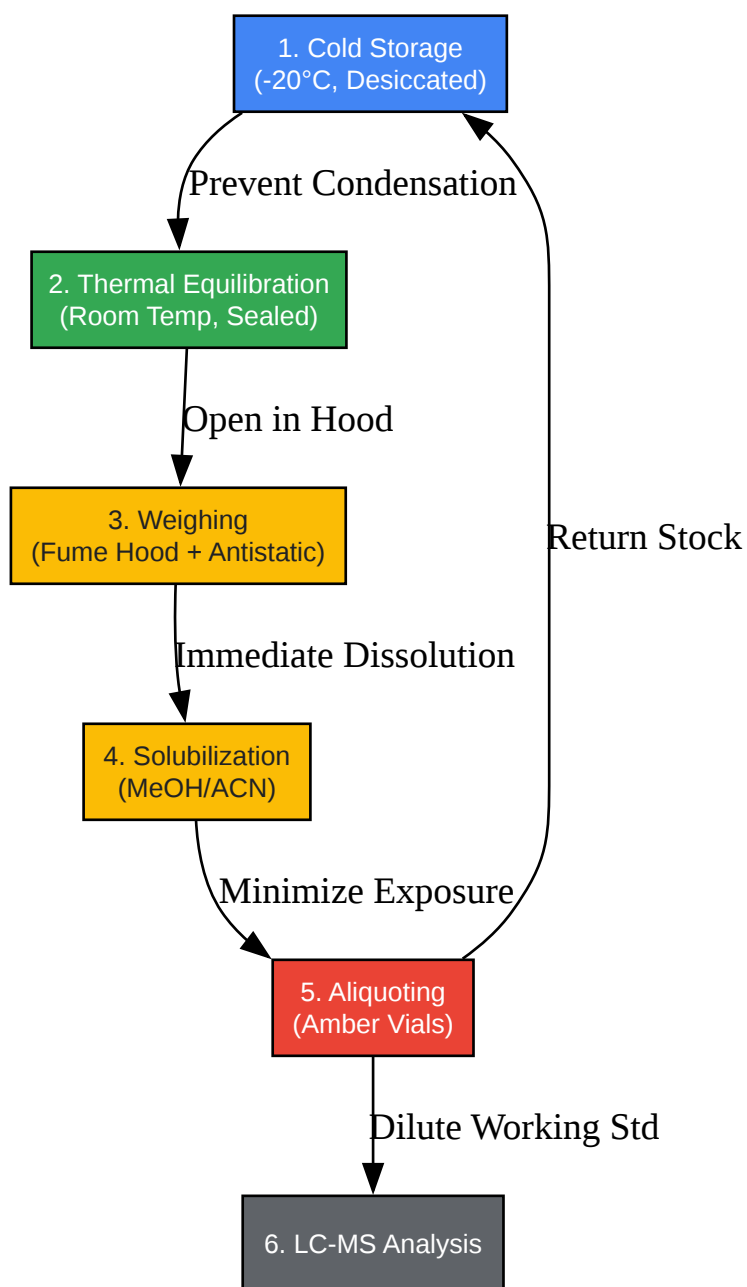 1. Cold Storage
(-20°C, Desiccated)
Prevent Condensation
2. Thermal Equilibration
(Room Temp, Sealed)
Open in Hood
3. Weighing
(Fume Hood + Antistatic)
Return Stock
Immediate Dissolution
4. Solubilization
(MeOH/ACN)
Minimize Exposure
5. Aliquoting
(Amber Vials)
Dilute Working Std
6. LC-MS Analysis